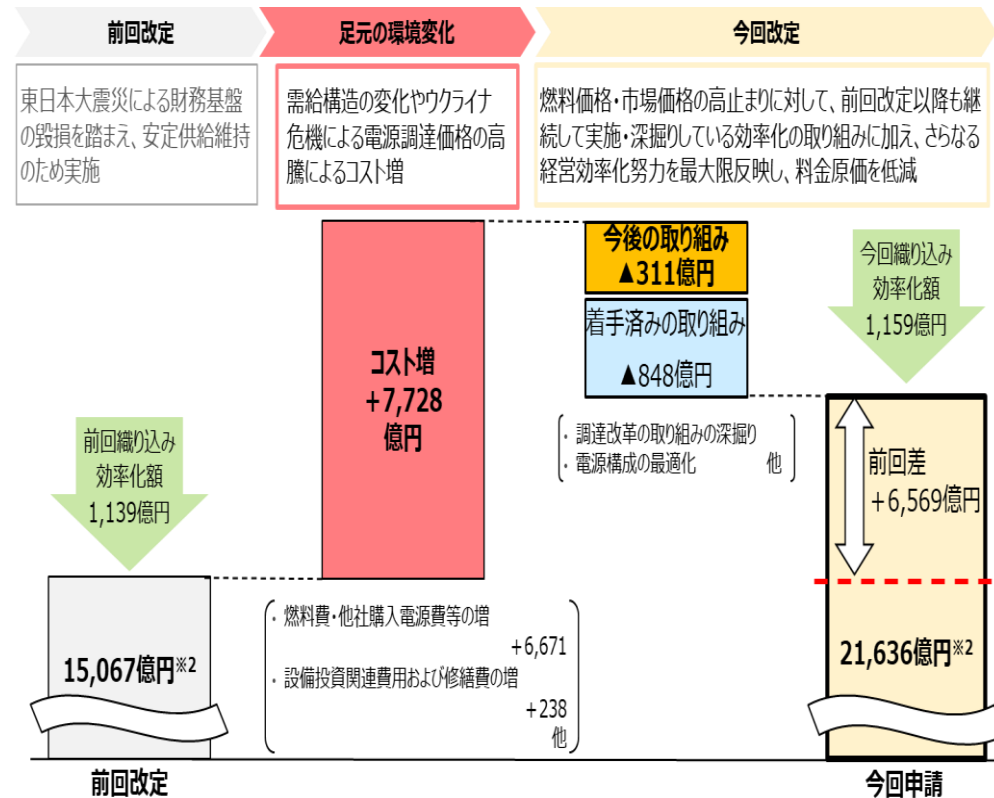 前回改定
足元の環境変化
今回改定
東日本大震災による財務基盤
の毀損を踏まえ、安定供給維持
のため実施
需給構造の変化やウクライナ
危機による電源調達価格の高
騰によるコスト増
燃料価格・市場価格の高止まりに対して、前回改定以降も継
続して実施・深掘りしている効率化の取り組みに加え、さらなる
経営効率化努力を最大限反映し、料金原価を低減
今後の取り組み
▲311億円
着手済みの取り組み
▲848億円
今回織り込み
効率化額
1,159億円
コスト増
+7,728
億円
・ 調達改革の取り組みの深掘り
・ 電源構成の最適化 他
前回差
+6,569億円
前回織り込み
効率化額
1,139億円
15,067億円※2
・ 燃料費・他社購入電源費等の増
+6,671
・ 設備投資関連費用および修繕費の増
+238
他
21,636億円※2
前回改定
今回申請